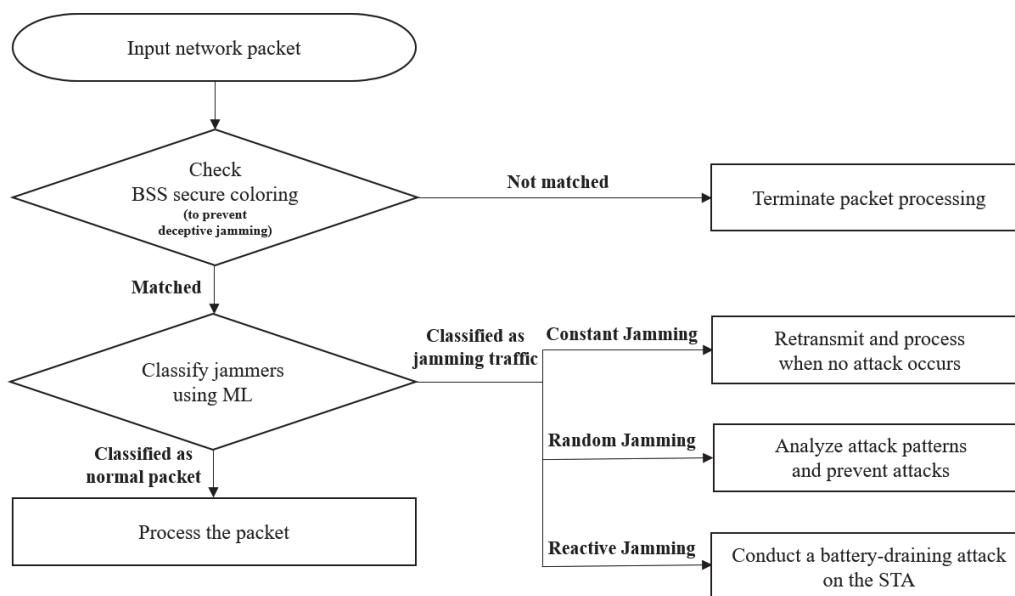 Input network packet
Check
BSS secure coloring
(to prevent
deceptive jamming)
Not matched
Terminate packet processing
Matched
Classify jammers
using ML
Classified as
jamming traffic
Constant Jamming
Retransmit and process
when no attack occurs
Random Jamming
Analyze attack patterns
and prevent attacks
Reactive Jamming
Conduct a battery-draining attack
on the STA
Classified as
normal packet
Process the packet